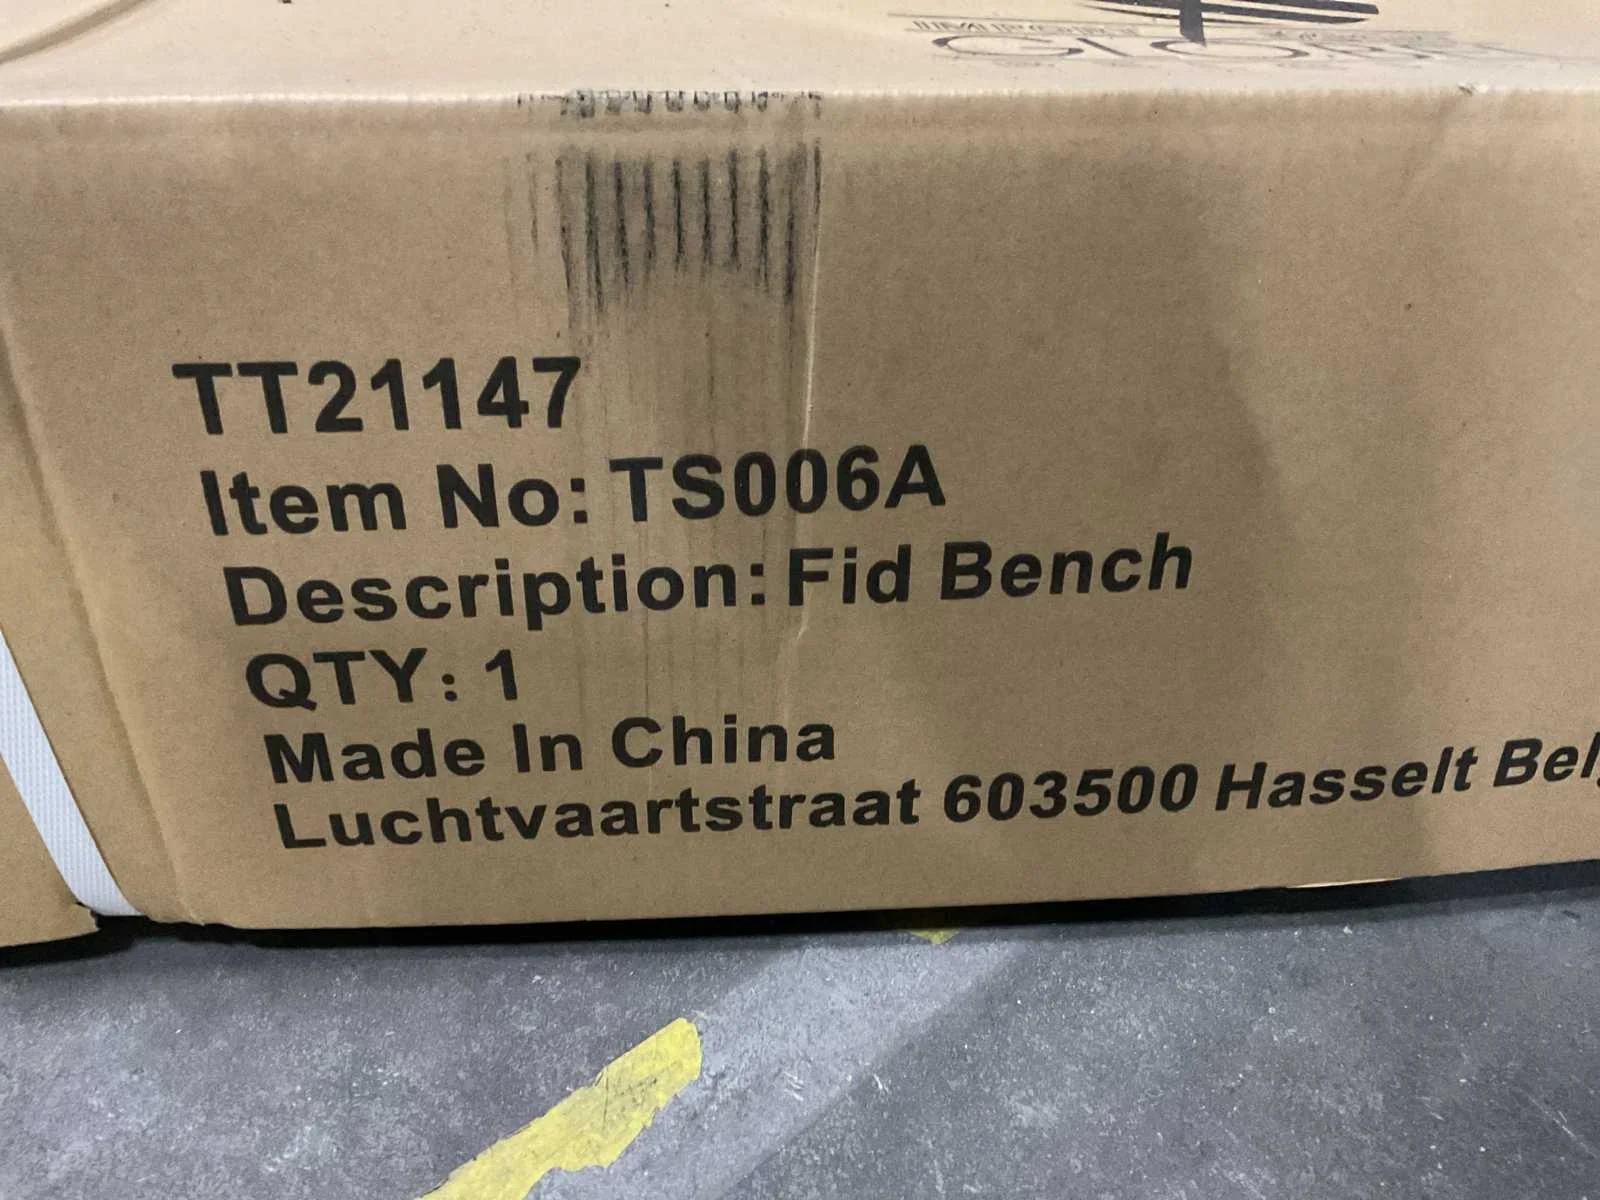 TT21147
Item No: TS006A
Description: Fid Bench
QTY: 1
Made In China
Luchtvaartstraat 603500 Hasselt